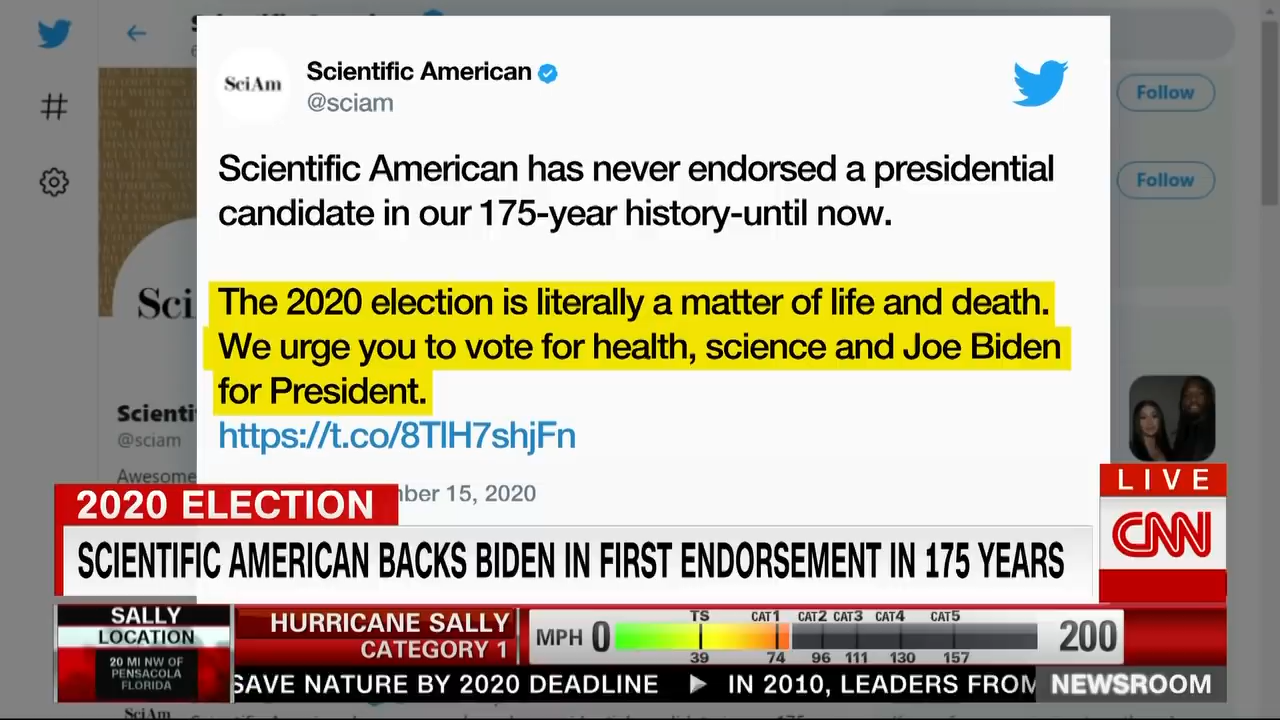 SciAm
Scientific American
@sciam
Follow
Follow
Scientific American has never endorsed a presidential
candidate in our 175-year history-until now.
The 2020 election is literally a matter of life and death.
We urge you to vote for health, science and Joe Biden
for President.
https://t.co/8TlH7shjFn
Sci
Scienti
@sciam
Awesome
mber 15, 2020
2020 ELECTION
SCIENTIFIC AMERICAN BACKS BIDEN IN FIRST ENDORSEMENT IN 175 YEARS
LIVE
CNN
SALLY
LOCATION
20 MI NW OF
PENSACOLA
FLORIDA
HURRICANE SALLY
CATEGORY 1
TS CAT1 CAT2 CAT3 CAT4 CAT5
MPH 0 200
39 74 96 111 130 157
SAVE NATURE BY 2020 DEADLINE IN 2010, LEADERS FROM
NEWSROOM
SciAm